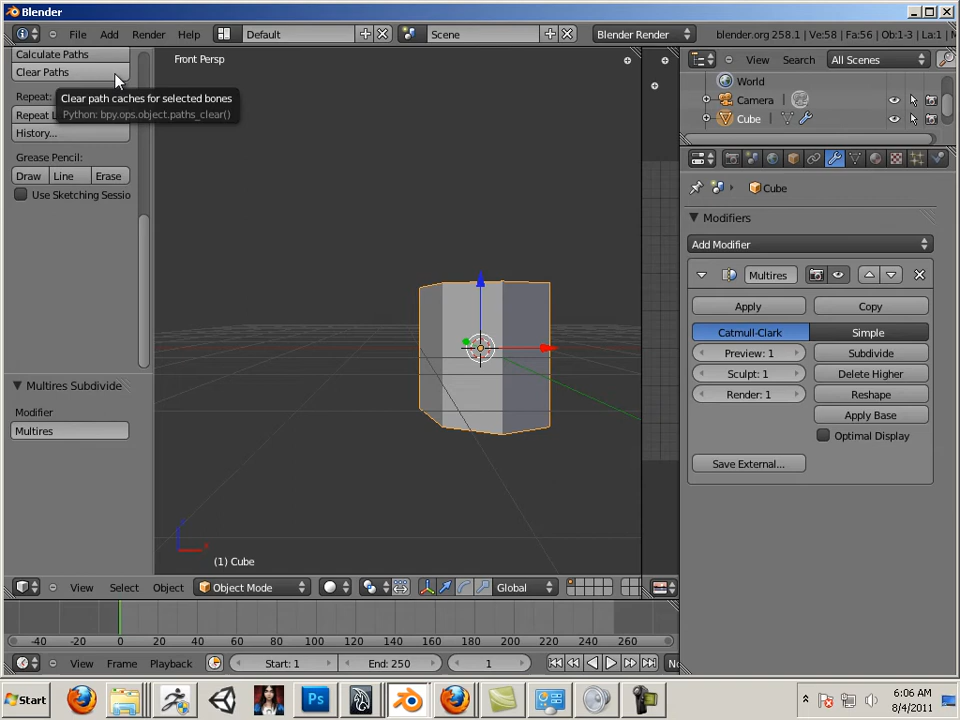 Blender
File Add Render Help Default Scene Blender Render blender.org 258.1 | Ve:58 | Fa:56 | Ob:1-3 | La:1
Calculate Paths
Clear Paths
Repeat:
Repeat L
History...
Clear path caches for selected bones
Python: bpy.ops.object.paths_clear()
Grease Pencil:
Draw Line Erase
Use Sketching Sessio
Multires Subdivide
Modifier
Multires
Front Persp
(1) Cube
View Search All Scenes
World
Camera
Cube
Cube
Modifiers
Add Modifier
Multires
Apply Copy
Catmull-Clark Simple
Preview: 1 Subdivide
Sculpt: 1 Delete Higher
Render: 1 Reshape
Apply Base
Optimal Display
Save External...
View Select Object Object Mode Global
-40 -20 0 20 40 60 80 100 120 140 160 180 200 220 240 260
View Frame Playback Start: 1 End: 250 1 No
Start Ps 6:06 AM
8/4/2011